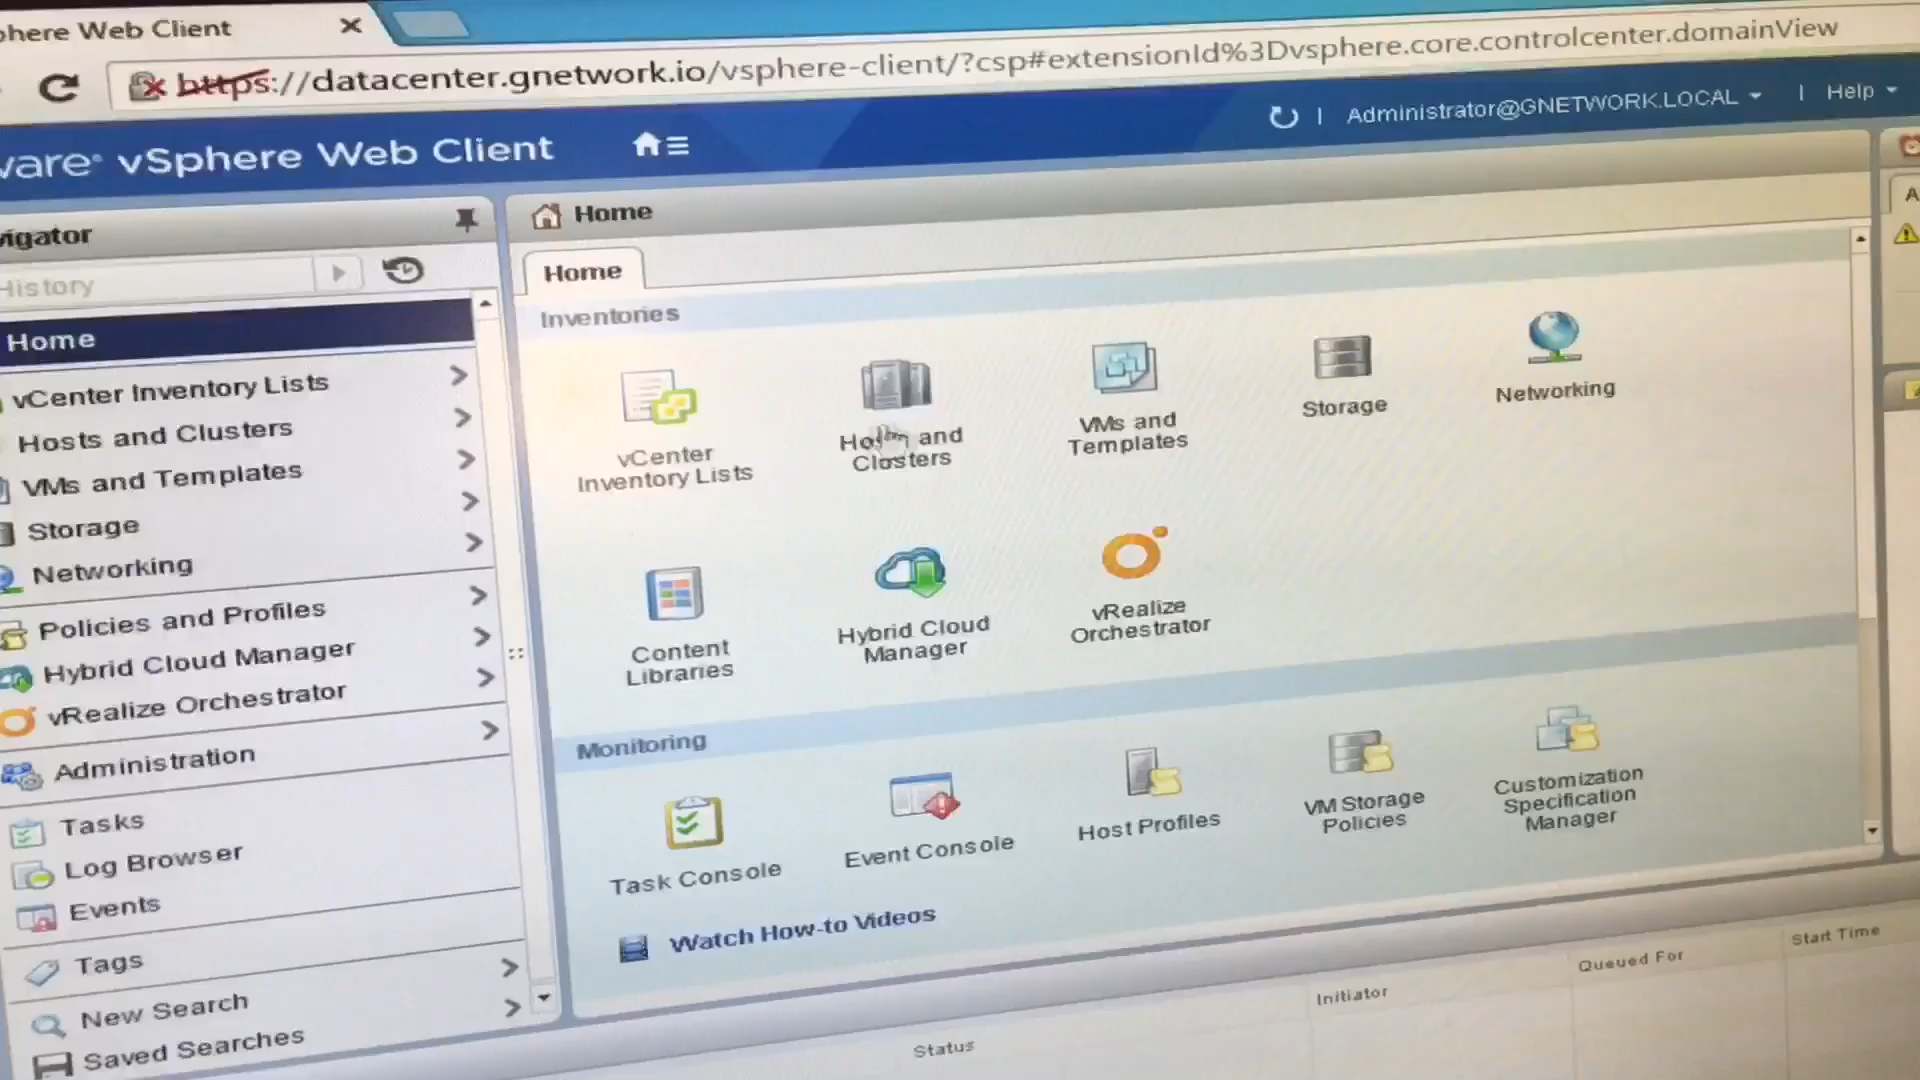 phere Web Client
https://datacenter.gnetwork.io/vsphere-client/?csp#extensionId%3Dvsphere.core.controlcenter.domainView
ware® vSphere Web Client
Administrator@GNETWORK.LOCAL
Help
vigator
History
Home
vCenter Inventory Lists
Hosts and Clusters
VMs and Templates
Storage
Networking
Policies and Profiles
Hybrid Cloud Manager
vRealize Orchestrator
Administration
Tasks
Log Browser
Events
Tags
New Search
Saved Searches
Home
Home
Inventories
vCenter
Inventory Lists
and
Clusters
VMs and
Templates
Storage
Networking
Content
Libraries
Hybrid Cloud
Manager
vRealize
Orchestrator
Monitoring
Task Console
Event Console
Host Profiles
VM Storage
Policies
Customization
Specification
Manager
Watch How-to Videos
A
Status
Initiator
Queued For
Start Time